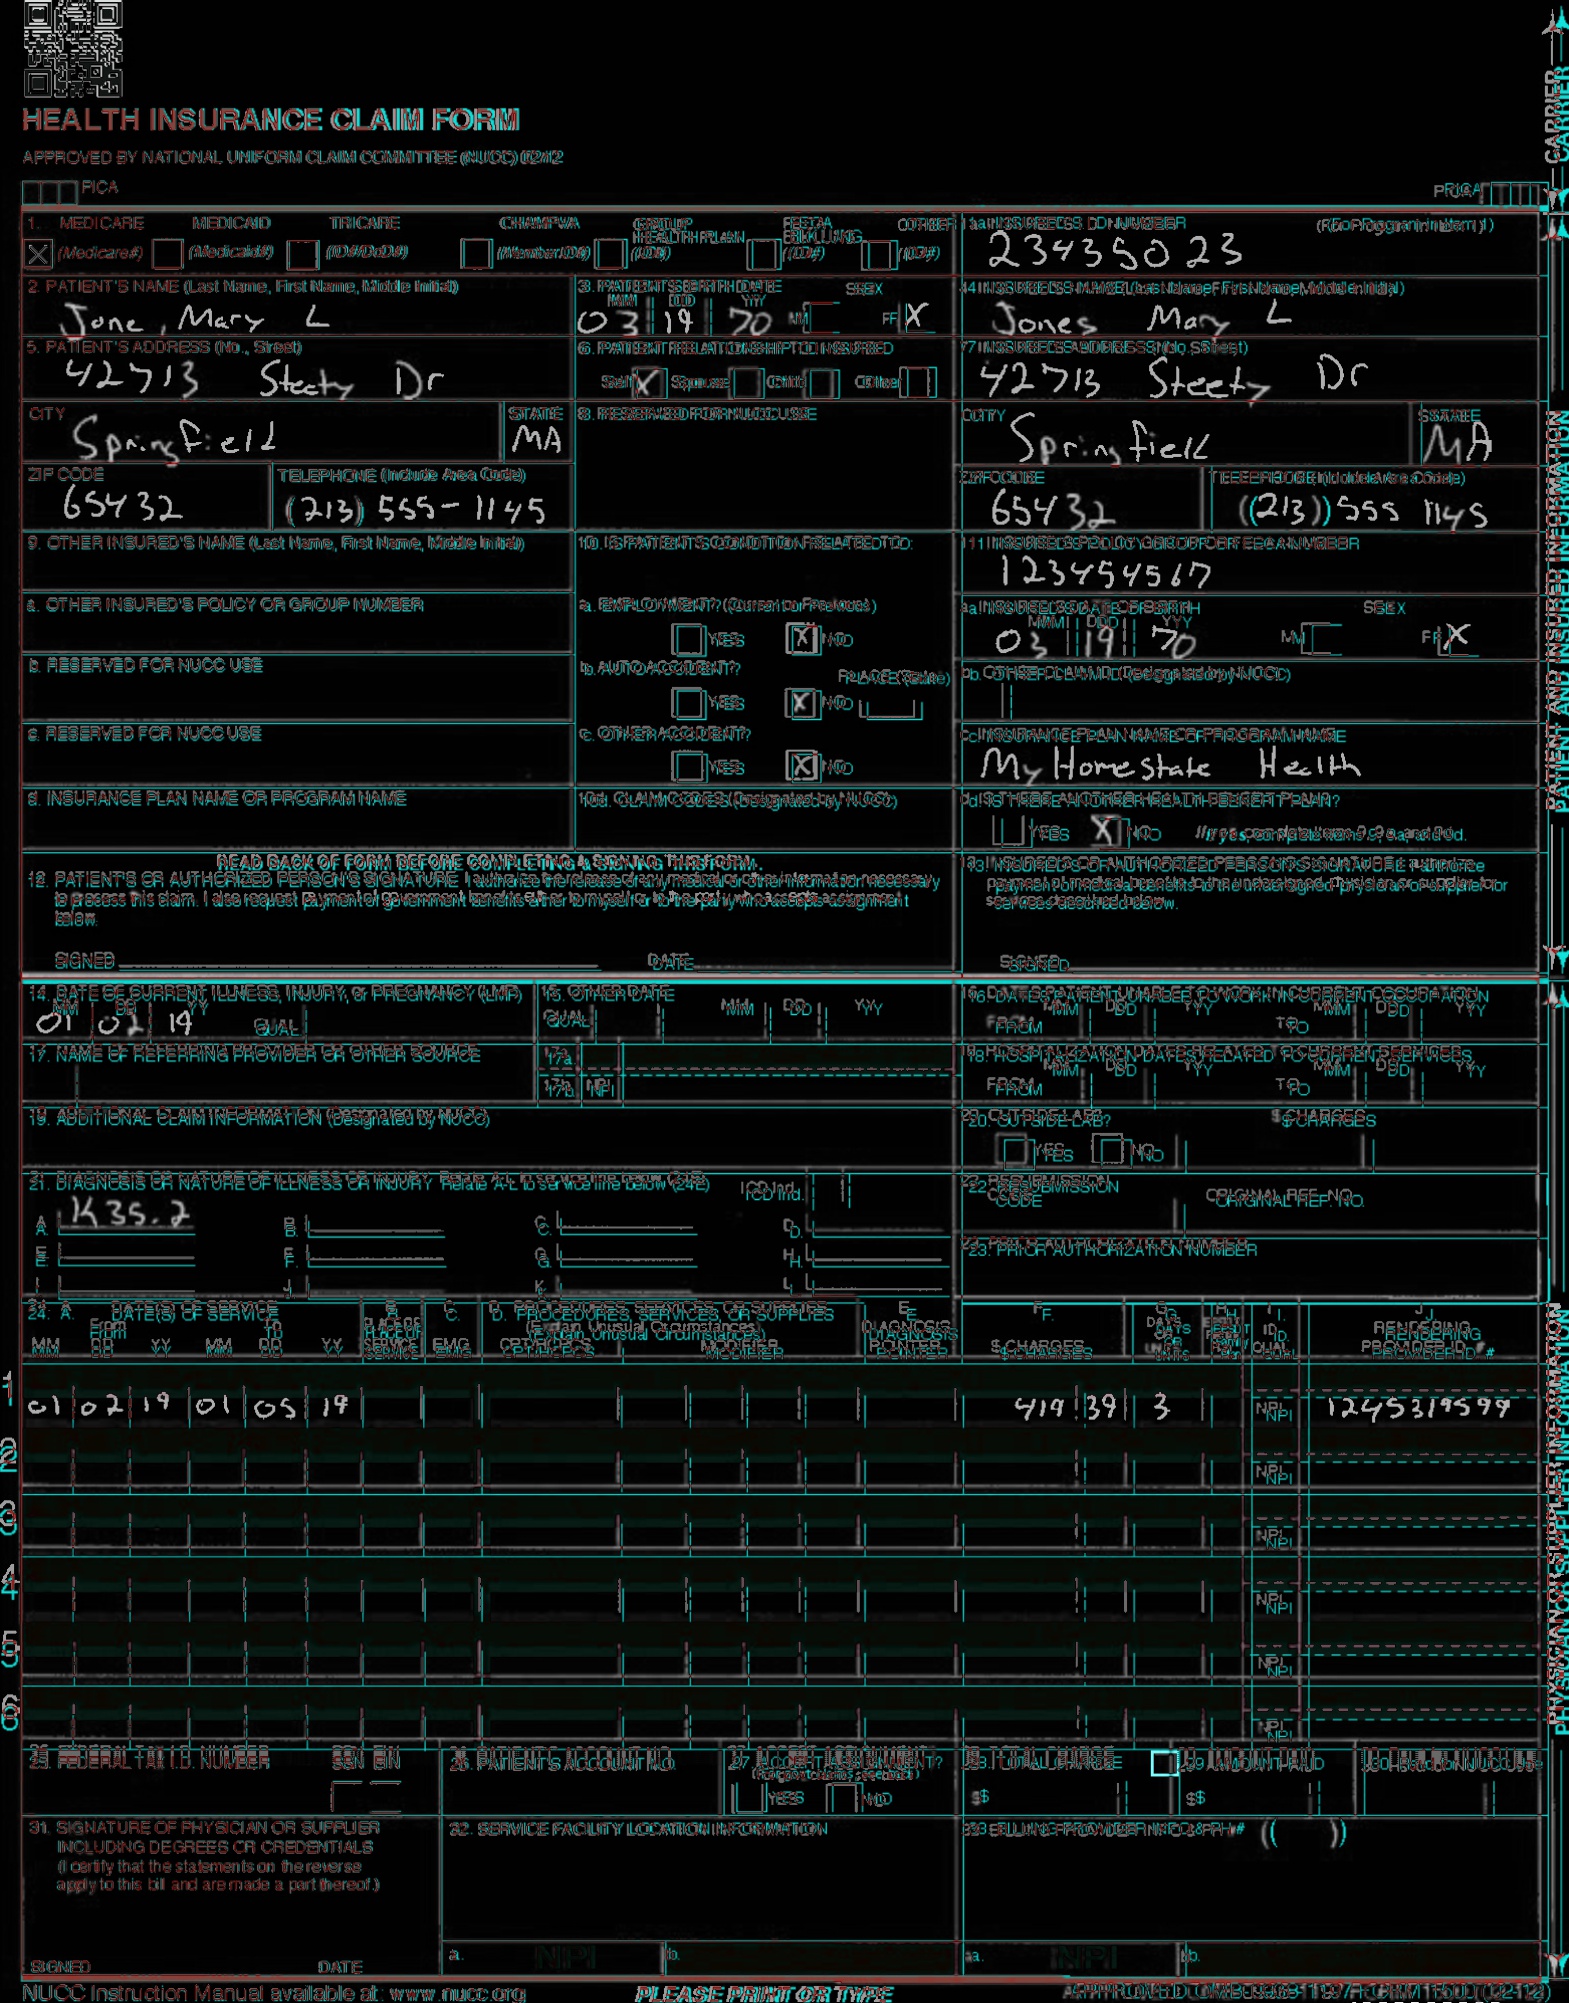 HEALTH INSURANCE CLAIM FORM
APPROVED BY NATIONAL UNIFORM CLAIM COMMITTEE (NUCC) 02/12
PICA PICA
CARRIER
1. MEDICARE MEDICAID TRICARE CHAMPVA GROUP HEALTH PLAN FECA BLK LUNG OTHER
X (Medicare#) (Medicaid#) (ID#/DoD#) (Member ID#) (ID#) (ID#) (ID#)
1a. INSURED'S I.D. NUMBER (For Program in Item 1)
234350 23
2. PATIENT'S NAME (Last Name, First Name, Middle Initial)
Jone, Mary L
3. PATIENT'S BIRTH DATE SEX
MM DD YY
03 19 70 M F X
4. INSURED'S NAME (Last Name, First Name, Middle Initial)
Jones Mary L
5. PATIENT'S ADDRESS (No., Street)
42713 Steety Dr
6. PATIENT RELATIONSHIP TO INSURED
Self X Spouse Child Other
7. INSURED'S ADDRESS (No., Street)
42713 Steety Dr
CITY STATE
Springfield MA
8. RESERVED FOR NUCC USE
CITY STATE
Springfield MA
ZIP CODE TELEPHONE (Include Area Code)
65432 (213) 555-1145
ZIP CODE TELEPHONE (Include Area Code)
65432 (213) 555 1145
9. OTHER INSURED'S NAME (Last Name, First Name, Middle Initial)
10. IS PATIENT'S CONDITION RELATED TO:
11. INSURED'S POLICY GROUP OR FECA NUMBER
123454567
a. OTHER INSURED'S POLICY OR GROUP NUMBER
a. EMPLOYMENT? (Current or Previous)
YES X NO
a. INSURED'S DATE OF BIRTH SEX
MM DD YY
03 19 70 M F X
b. RESERVED FOR NUCC USE
b. AUTO ACCIDENT? PLACE (State)
YES X NO
b. OTHER CLAIM ID (Designated by NUCC)
c. RESERVED FOR NUCC USE
c. OTHER ACCIDENT?
YES X NO
c. INSURANCE PLAN NAME OR PROGRAM NAME
My Homestate Health
d. INSURANCE PLAN NAME OR PROGRAM NAME
10d. CLAIM CODES (Designated by NUCC)
d. IS THERE ANOTHER HEALTH BENEFIT PLAN?
YES X NO If yes, complete items 9, 9a, and 9d.
READ BACK OF FORM BEFORE COMPLETING & SIGNING THIS FORM.
12. PATIENT'S OR AUTHORIZED PERSON'S SIGNATURE I authorize the release of any medical or other information necessary
to process this claim. I also request payment of government benefits either to myself or to the party who accepts assignment
below.
SIGNED DATE
13. INSURED'S OR AUTHORIZED PERSON'S SIGNATURE I authorize
payment of medical benefits to the undersigned physician or supplier for
services described below.
SIGNED
PATIENT AND INSURED INFORMATION
14. DATE OF CURRENT ILLNESS, INJURY, or PREGNANCY (LMP)
MM DD YY
01 02 19 QUAL.
15. OTHER DATE
QUAL. MM DD YY
16. DATES PATIENT UNABLE TO WORK IN CURRENT OCCUPATION
MM DD YY MM DD YY
FROM TO
17. NAME OF REFERRING PROVIDER OR OTHER SOURCE
17a.
17b. NPI
18. HOSPITALIZATION DATES RELATED TO CURRENT SERVICES
MM DD YY MM DD YY
FROM TO
19. ADDITIONAL CLAIM INFORMATION (Designated by NUCC)
20. OUTSIDE LAB? $ CHARGES
YES NO
21. DIAGNOSIS OR NATURE OF ILLNESS OR INJURY Relate A-L to service line below (24E) ICD Ind.
A. K35.2 B. C. D.
E. F. G. H.
I. J. K. L.
22. RESUBMISSION CODE ORIGINAL REF. NO.
23. PRIOR AUTHORIZATION NUMBER
24. A. DATE(S) OF SERVICE B. C. D. PROCEDURES, SERVICES, OR SUPPLIES E. F. G. H. I. J.
From To PLACE OF SERVICE EMG (Explain Unusual Circumstances) DIAGNOSIS POINTER $ CHARGES DAYS OR UNITS ID. QUAL. RENDERING PROVIDER ID. #
MM DD YY MM DD YY CPT/HCPCS MODIFIER
1 01 02 19 01 05 19 419 39 3 NPI 1245319599
2 NPI
3 NPI
4 NPI
5 NPI
6 NPI
25. FEDERAL TAX I.D. NUMBER SSN EIN
26. PATIENT'S ACCOUNT NO.
27. ACCEPT ASSIGNMENT?
YES NO
28. TOTAL CHARGE
$
29. AMOUNT PAID
$
30. Rsvd for NUCC Use
31. SIGNATURE OF PHYSICIAN OR SUPPLIER
INCLUDING DEGREES OR CREDENTIALS
(I certify that the statements on the reverse
apply to this bill and are made a part thereof.)
SIGNED DATE
32. SERVICE FACILITY LOCATION INFORMATION
a. NPI b.
33. BILLING PROVIDER INFO & PH # ( )
a. NPI b.
PHYSICIAN OR SUPPLIER INFORMATION
NUCC Instruction Manual available at: www.nucc.org
PLEASE PRINT OR TYPE